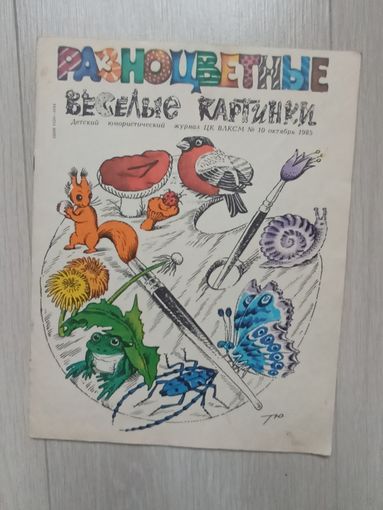 РАЗНОЦВЕТНЫЕ
ВЕСЕЛЫЕ КАРТИНКИ
Детский юмористический журнал ЦК ВЛКСМ № 10 октябрь 1985